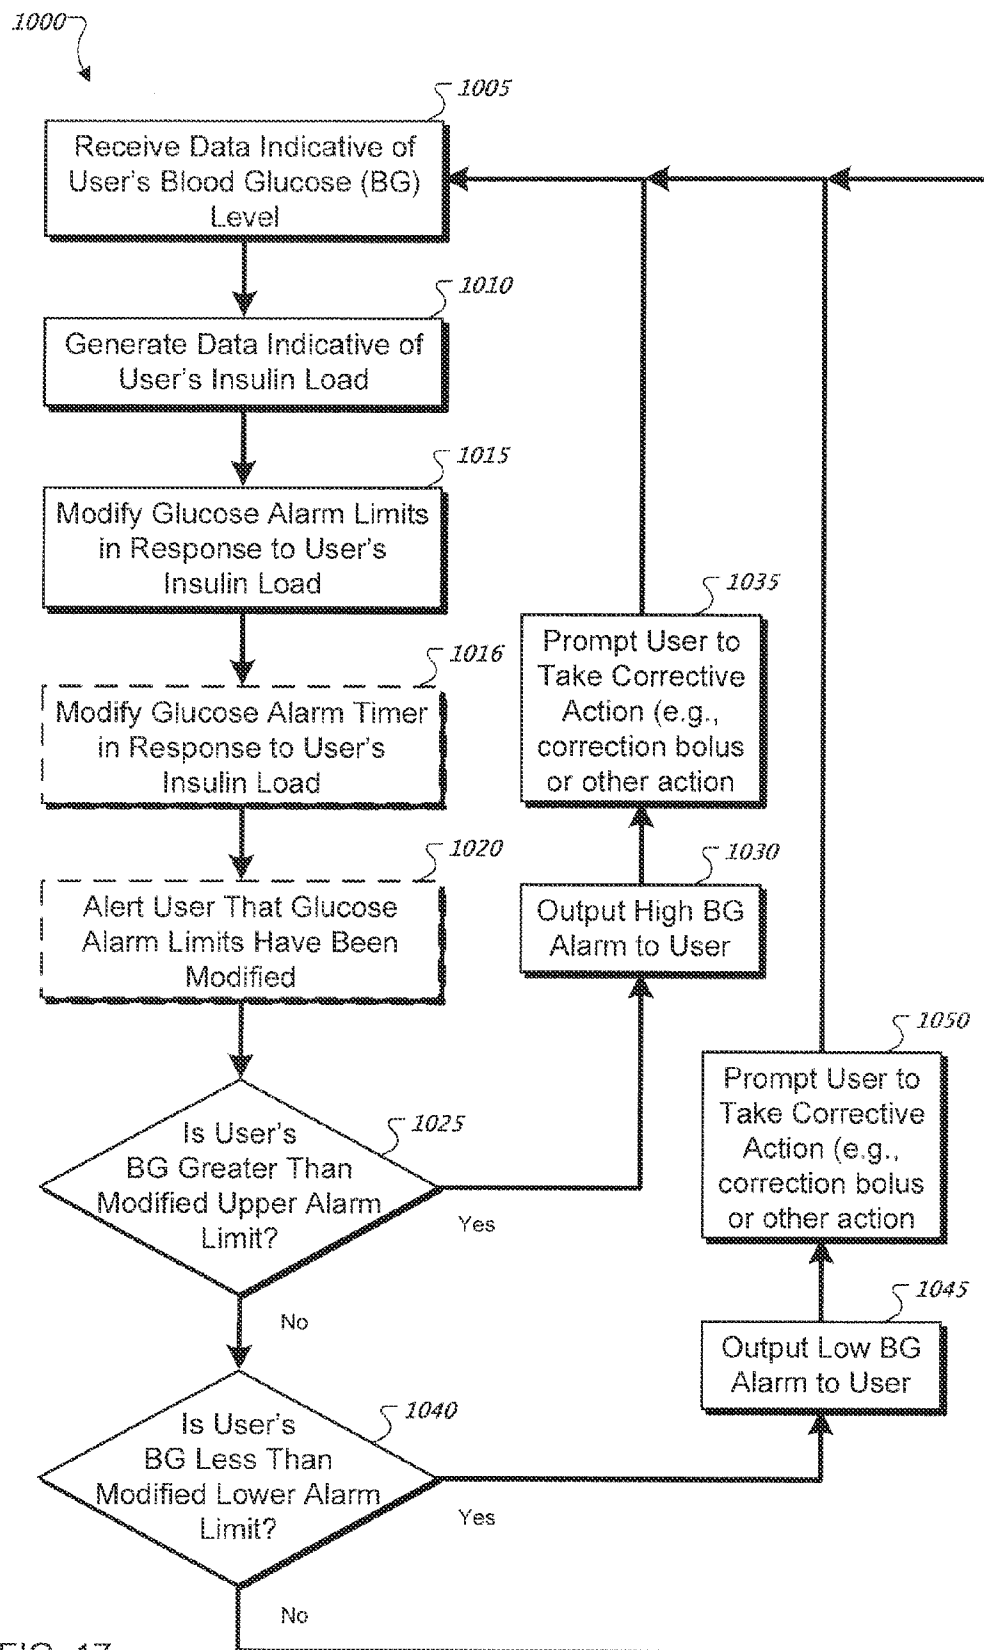 1000
1005
Receive Data Indicative of
User's Blood Glucose (BG)
Level
1010
Generate Data Indicative of
User's Insulin Load
1015
Modify Glucose Alarm Limits
in Response to User's
Insulin Load
1016
Modify Glucose Alarm Timer
in Response to User's
Insulin Load
1020
Alert User That Glucose
Alarm Limits Have Been
Modified
1025
Is User's
BG Greater Than
Modified Upper Alarm
Limit?
Yes
No
1030
Output High BG
Alarm to User
1035
Prompt User to
Take Corrective
Action (e.g.,
correction bolus
or other action
1040
Is User's
BG Less Than
Modified Lower Alarm
Limit?
Yes
No
1045
Output Low BG
Alarm to User
1050
Prompt User to
Take Corrective
Action (e.g.,
correction bolus
or other action